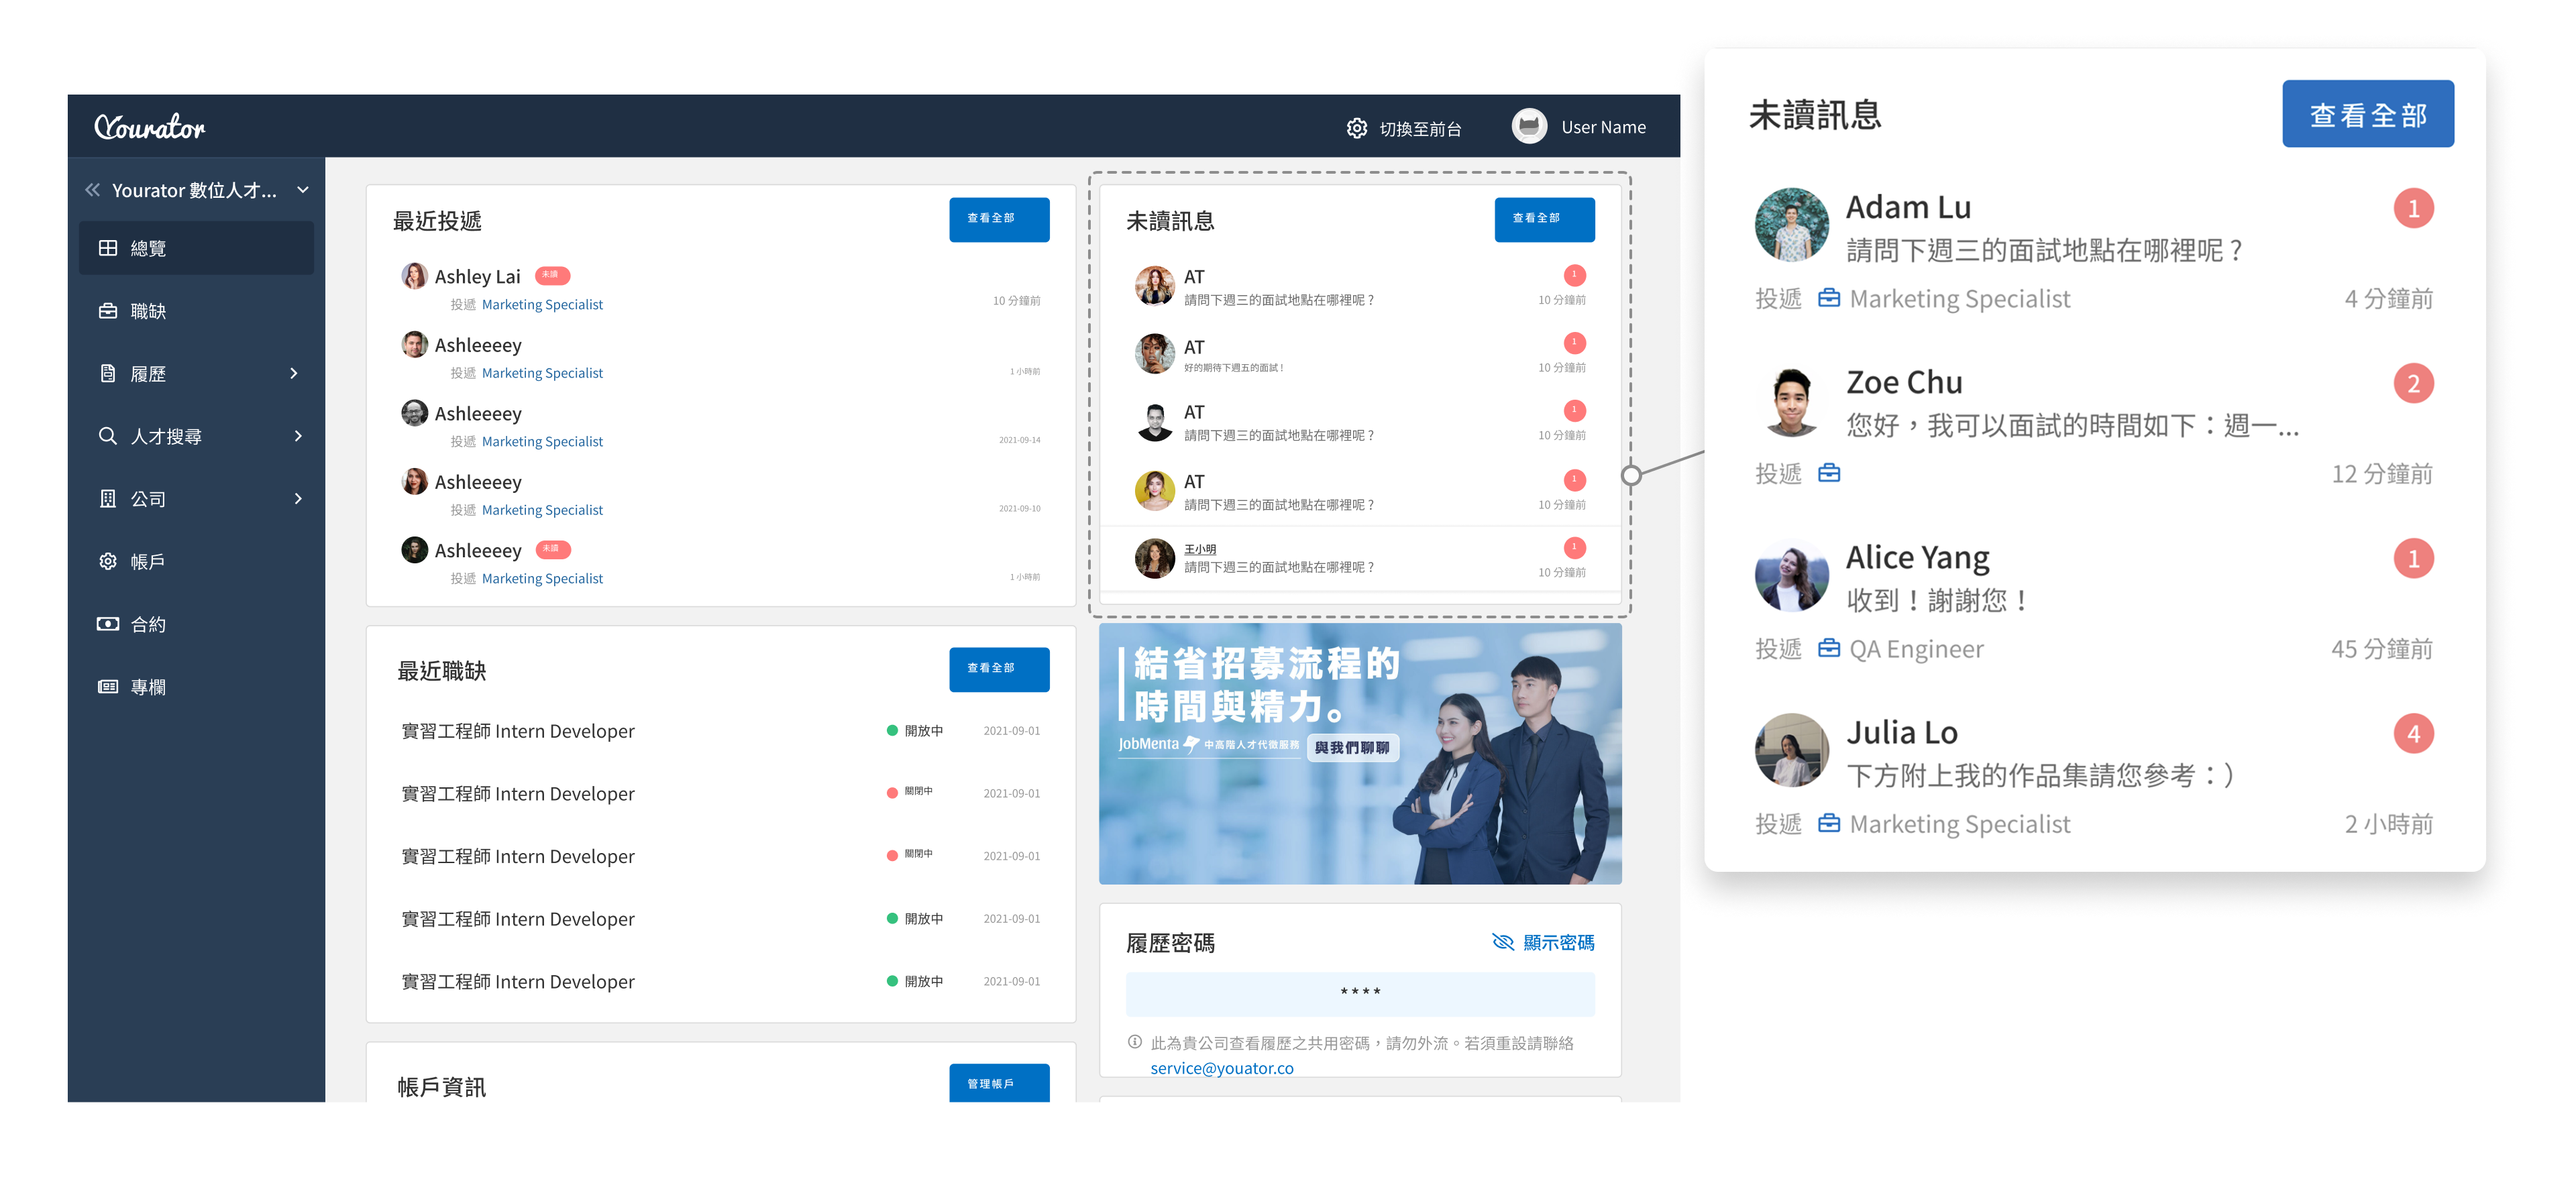 Yourator
切換至前台
User Name
Yourator 數位人才...
總覽
職缺
履歷
人才搜尋
公司
帳戶
合約
專欄
最近投遞
查看全部
Ashley Lai 未讀
投遞 Marketing Specialist
10 分鐘前
Ashleeeey
投遞 Marketing Specialist
1 小時前
Ashleeeey
投遞 Marketing Specialist
2021-09-14
Ashleeeey
投遞 Marketing Specialist
2021-09-10
Ashleeeey 未讀
投遞 Marketing Specialist
1 小時前
最近職缺
查看全部
實習工程師 Intern Developer 開放中 2021-09-01
實習工程師 Intern Developer 關閉中 2021-09-01
實習工程師 Intern Developer 關閉中 2021-09-01
實習工程師 Intern Developer 開放中 2021-09-01
實習工程師 Intern Developer 開放中 2021-09-01
帳戶資訊
管理帳戶
未讀訊息
查看全部
AT 1
請問下週三的面試地點在哪裡呢？ 10 分鐘前
AT 1
好的期待下週五的面試！ 10 分鐘前
AT 1
請問下週三的面試地點在哪裡呢？ 10 分鐘前
AT 1
請問下週三的面試地點在哪裡呢？ 10 分鐘前
王小明 1
請問下週三的面試地點在哪裡呢？ 10 分鐘前
結省招募流程的
時間與精力。
JobMenta 中高階人才代徵服務 與我們聊聊
履歷密碼
顯示密碼
****
此為貴公司查看履歷之共用密碼，請勿外流。若須重設請聯絡
service@youator.co
未讀訊息
查看全部
Adam Lu 1
請問下週三的面試地點在哪裡呢？
投遞 Marketing Specialist 4 分鐘前
Zoe Chu 2
您好，我可以面試的時間如下：週一...
投遞 12 分鐘前
Alice Yang 1
收到！謝謝您！
投遞 QA Engineer 45 分鐘前
Julia Lo 4
下方附上我的作品集請您參考：）
投遞 Marketing Specialist 2 小時前